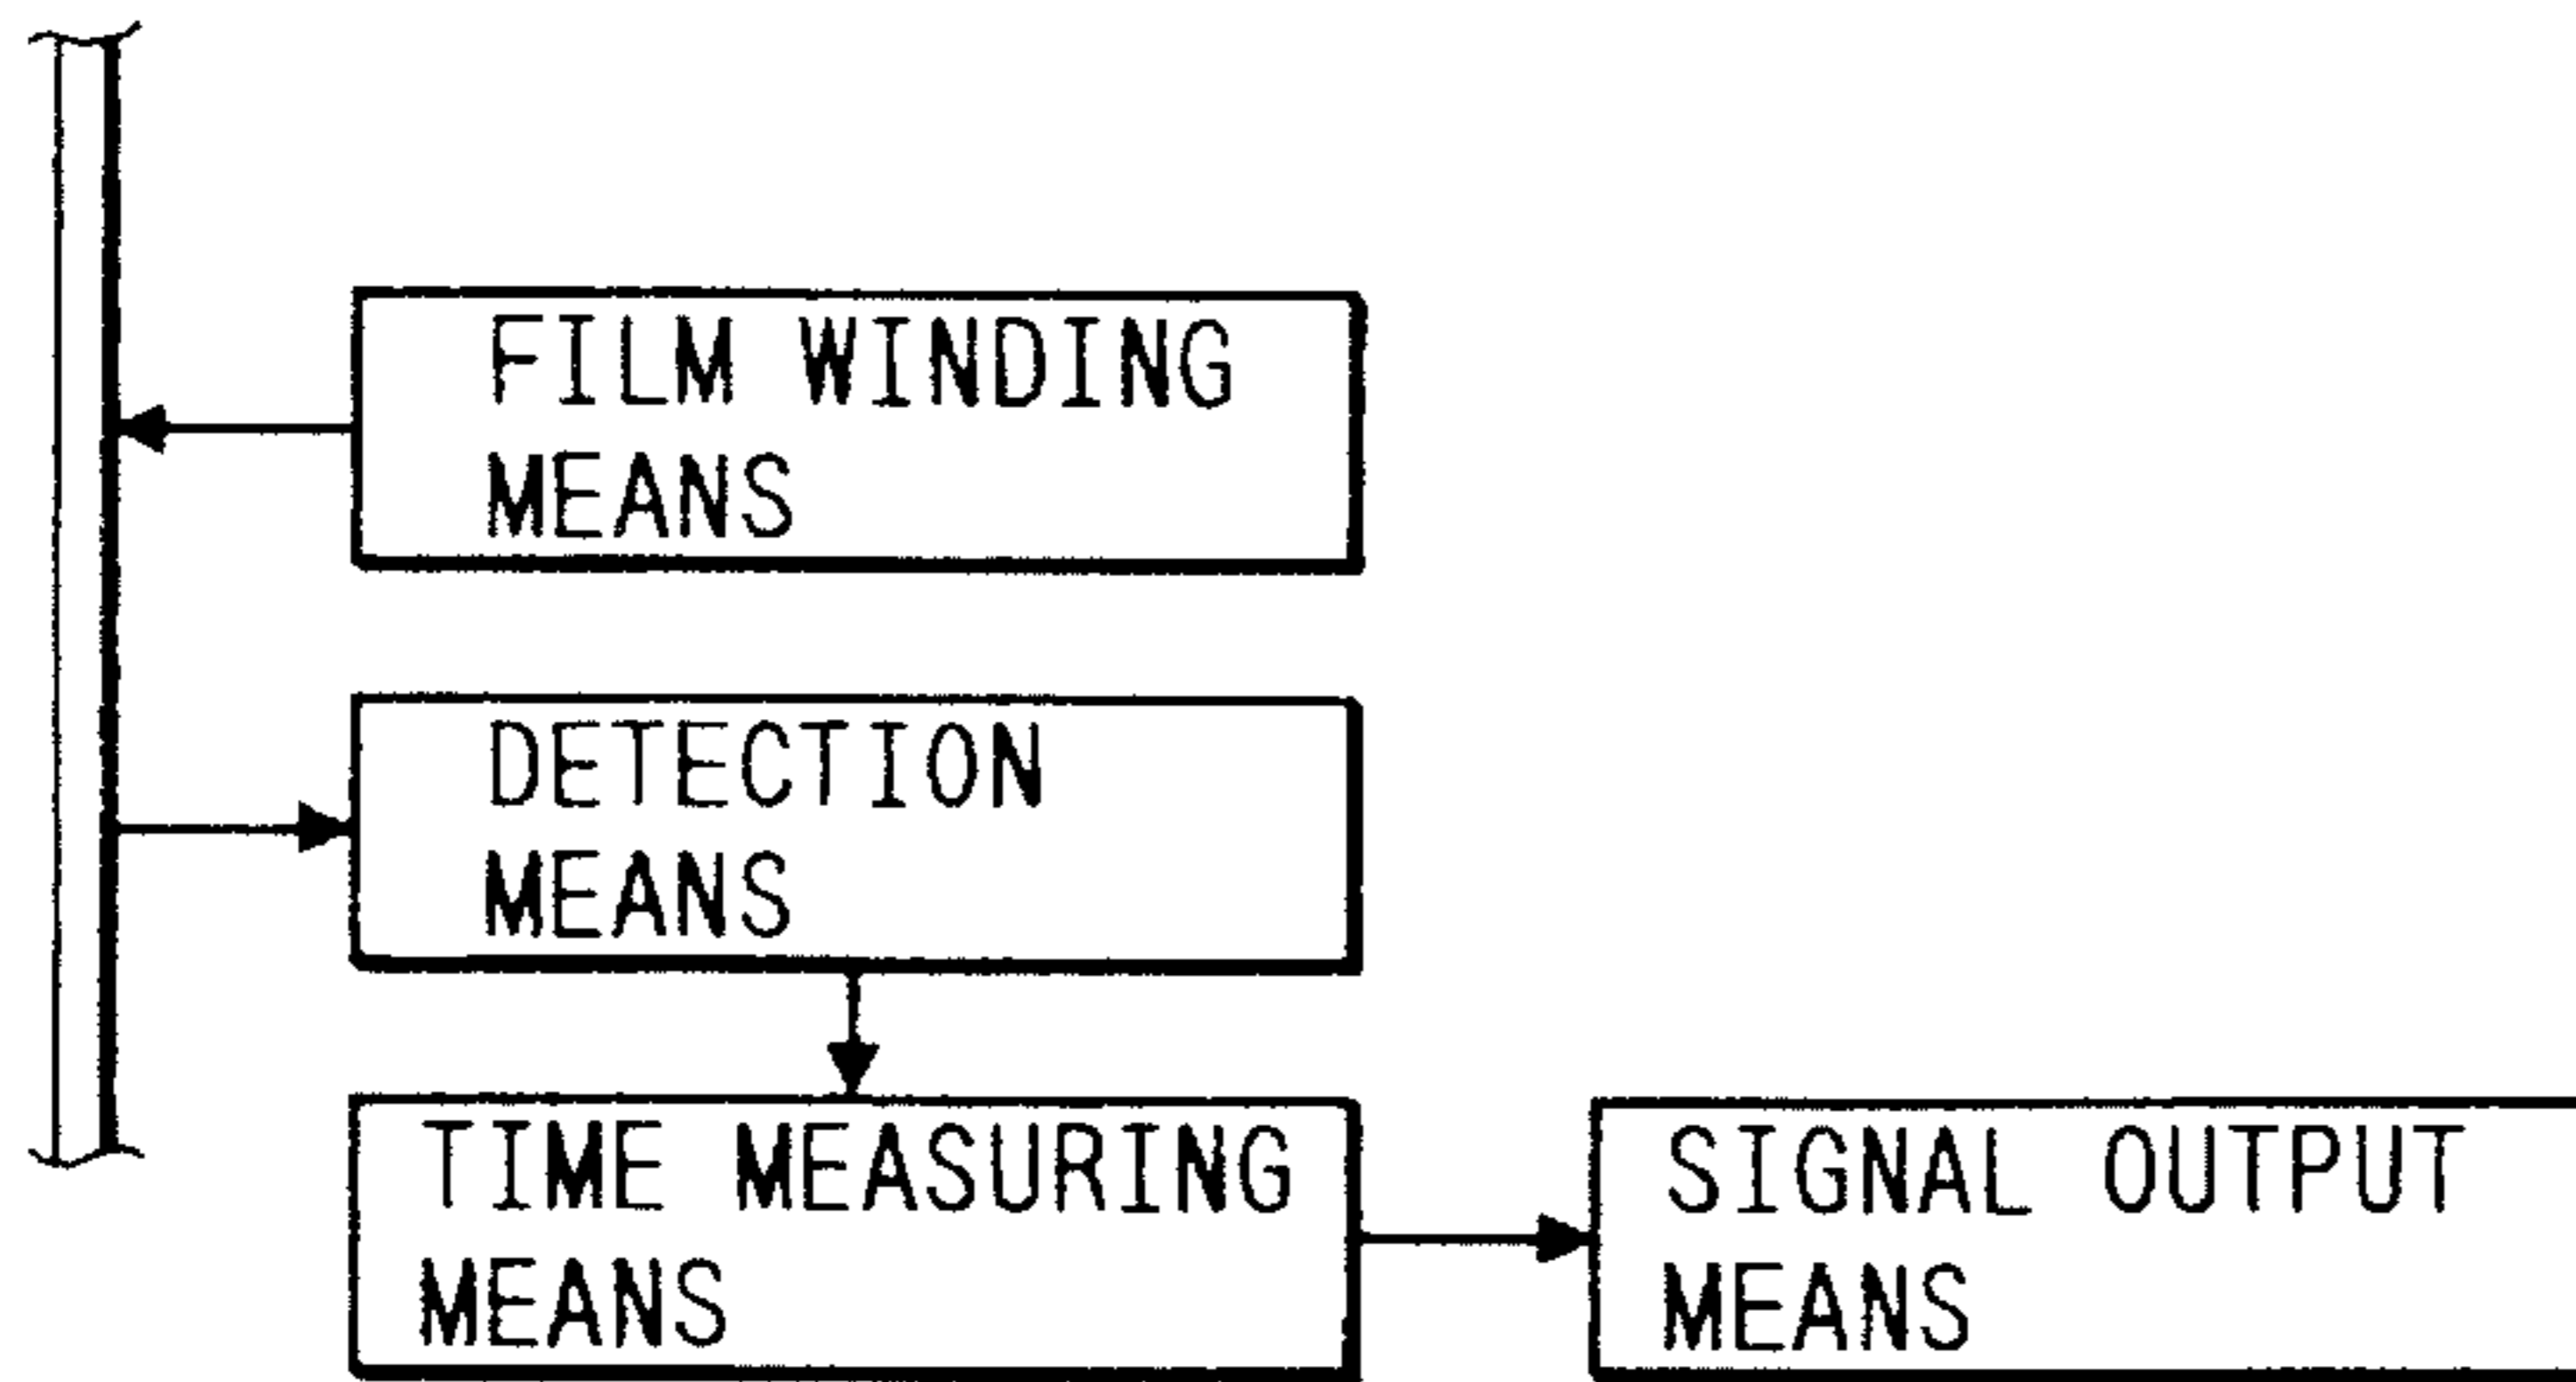 FILM WINDING
MEANS
DETECTION
MEANS
TIME MEASURING
MEANS
SIGNAL OUTPUT
MEANS